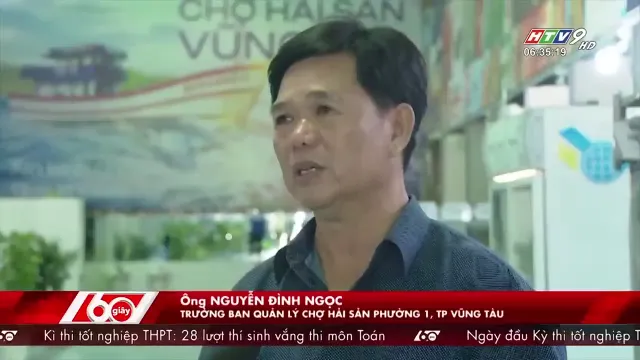 CHỢ HẢI SẢN
VŨNG
HTV9 HD
06:35:19
60 giây
Ông NGUYỄN ĐÌNH NGỌC
TRƯỞNG BAN QUẢN LÝ CHỢ HẢI SẢN PHƯỜNG 1, TP VŨNG TÀU
Kì thi tốt nghiệp THPT: 28 lượt thí sinh vắng thi môn Toán
60 giây
Ngày đầu Kỳ thi tốt nghiệp